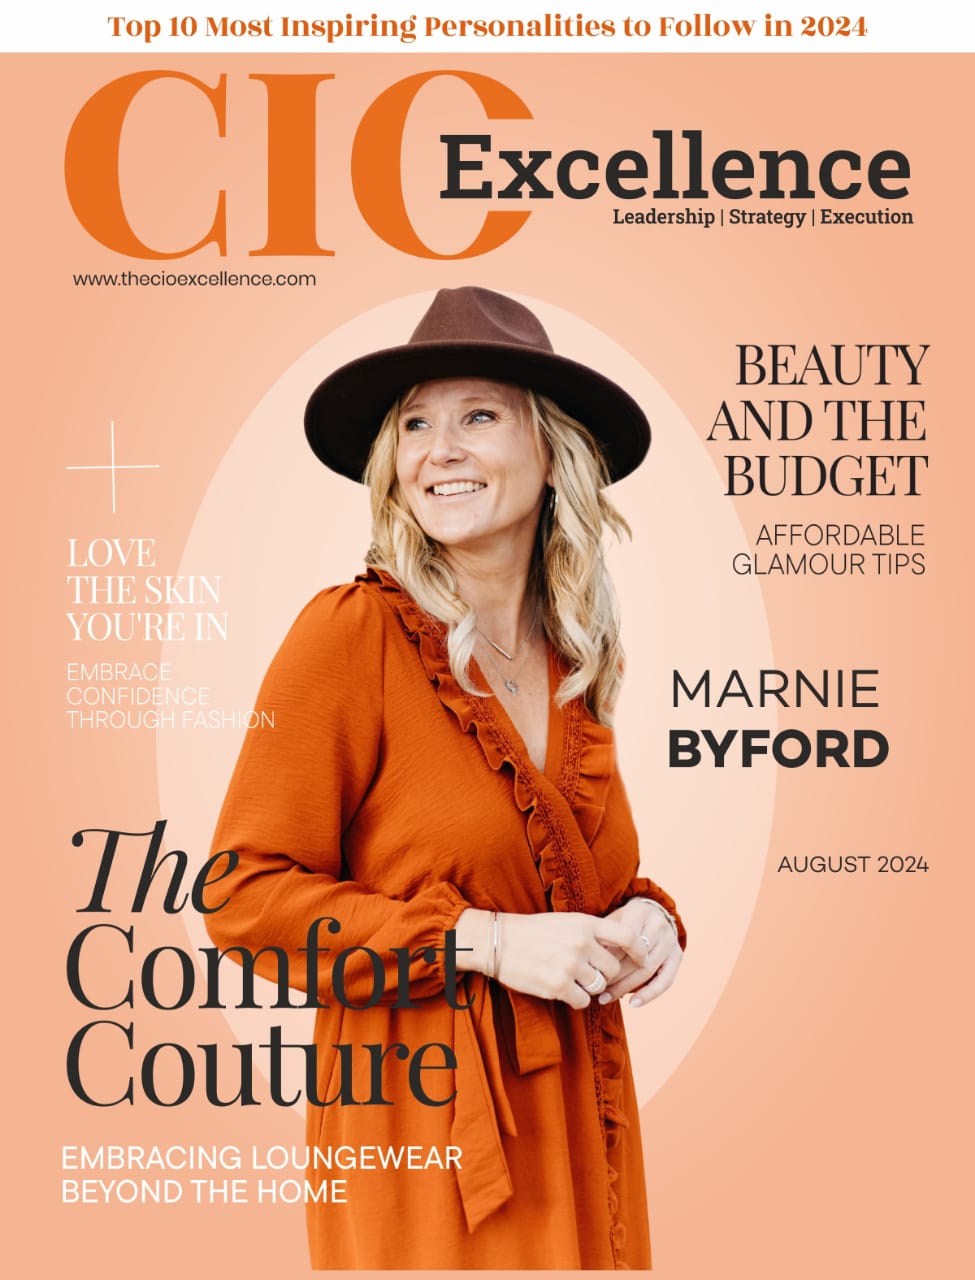 Top 10 Most Inspiring Personalities to Follow in 2024
CIO
Excellence
Leadership | Strategy | Execution
www.thecioexcellence.com
BEAUTY
AND THE
BUDGET
AFFORDABLE
GLAMOUR TIPS
LOVE
THE SKIN
YOU'RE IN
EMBRACE
CONFIDENCE
THROUGH FASHION
MARNIE
BYFORD
AUGUST 2024
The
Comfort
Couture
EMBRACING LOUNGEWEAR
BEYOND THE HOME